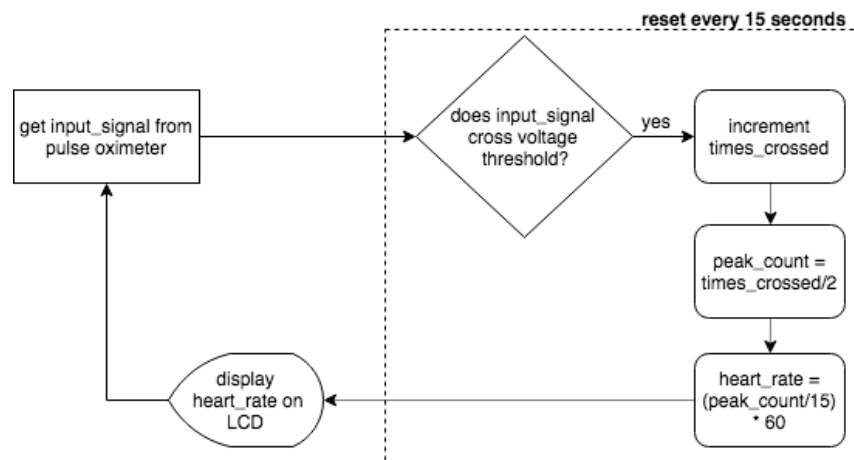 reset every 15 seconds
get input_signal from
pulse oximeter
does input_signal
cross voltage
threshold?
yes
increment
times_crossed
peak_count =
times_crossed/2
heart_rate =
(peak_count/15)
* 60
display
heart_rate on
LCD